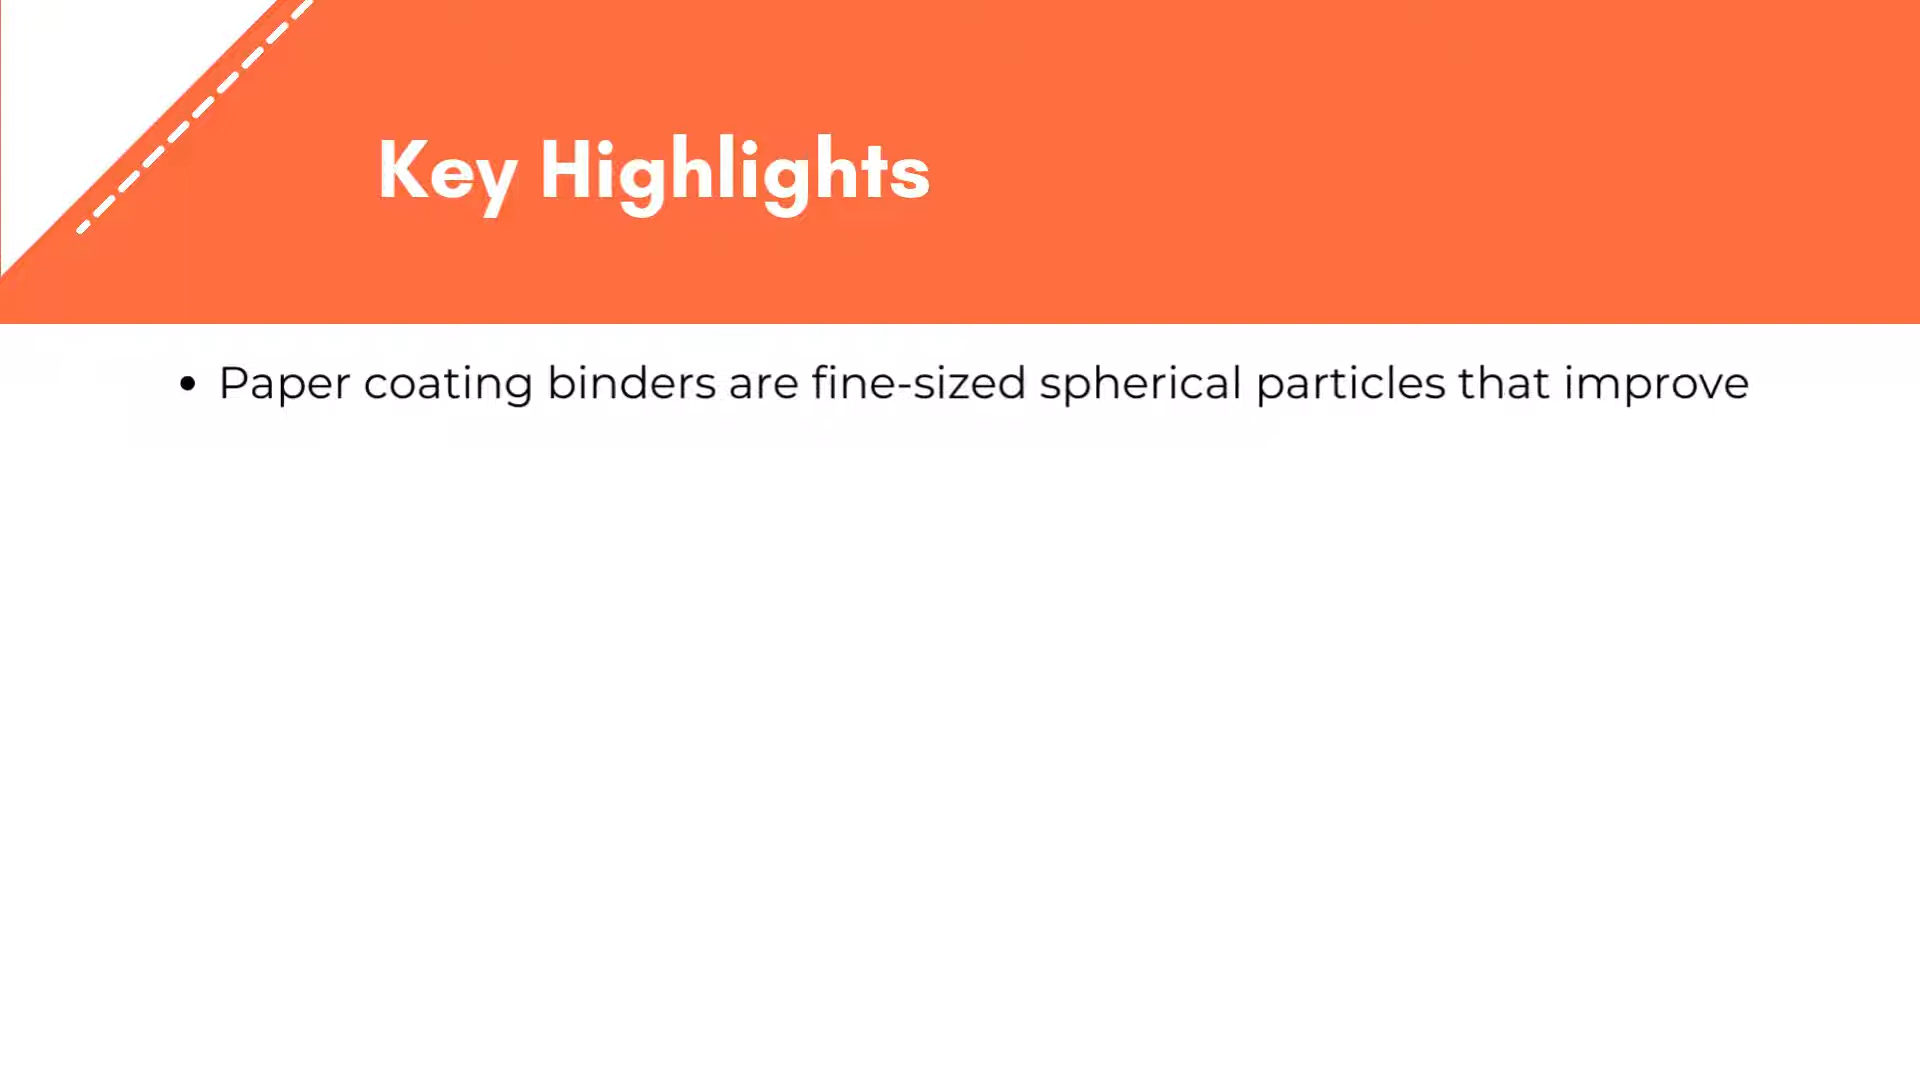 Key Highlights
• Paper coating binders are fine-sized spherical particles that improve